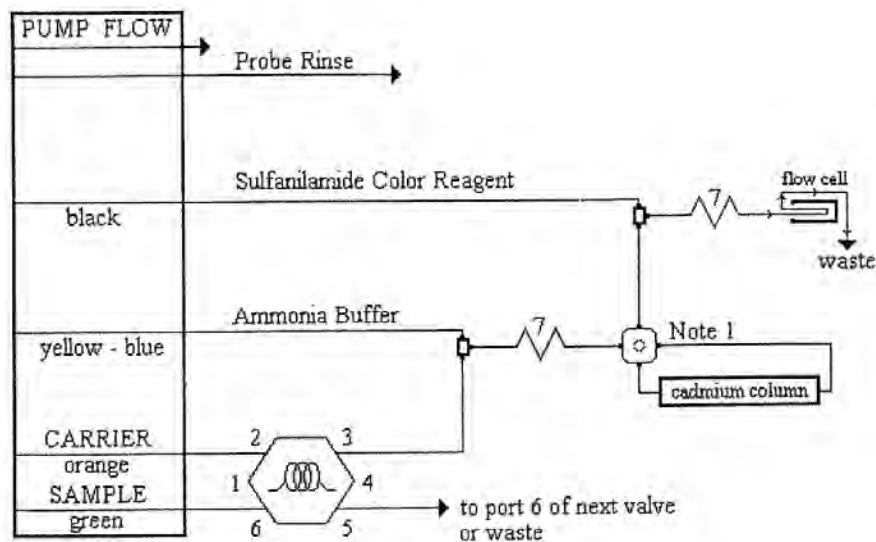 PUMP FLOW
Probe Rinse
Sulfanilamide Color Reagent
black
7
flow cell
waste
Ammonia Buffer
yellow - blue
7
Note 1
cadmium column
CARRIER
orange
2
3
1
4
SAMPLE
green
6
5
to port 6 of next valve
or waste